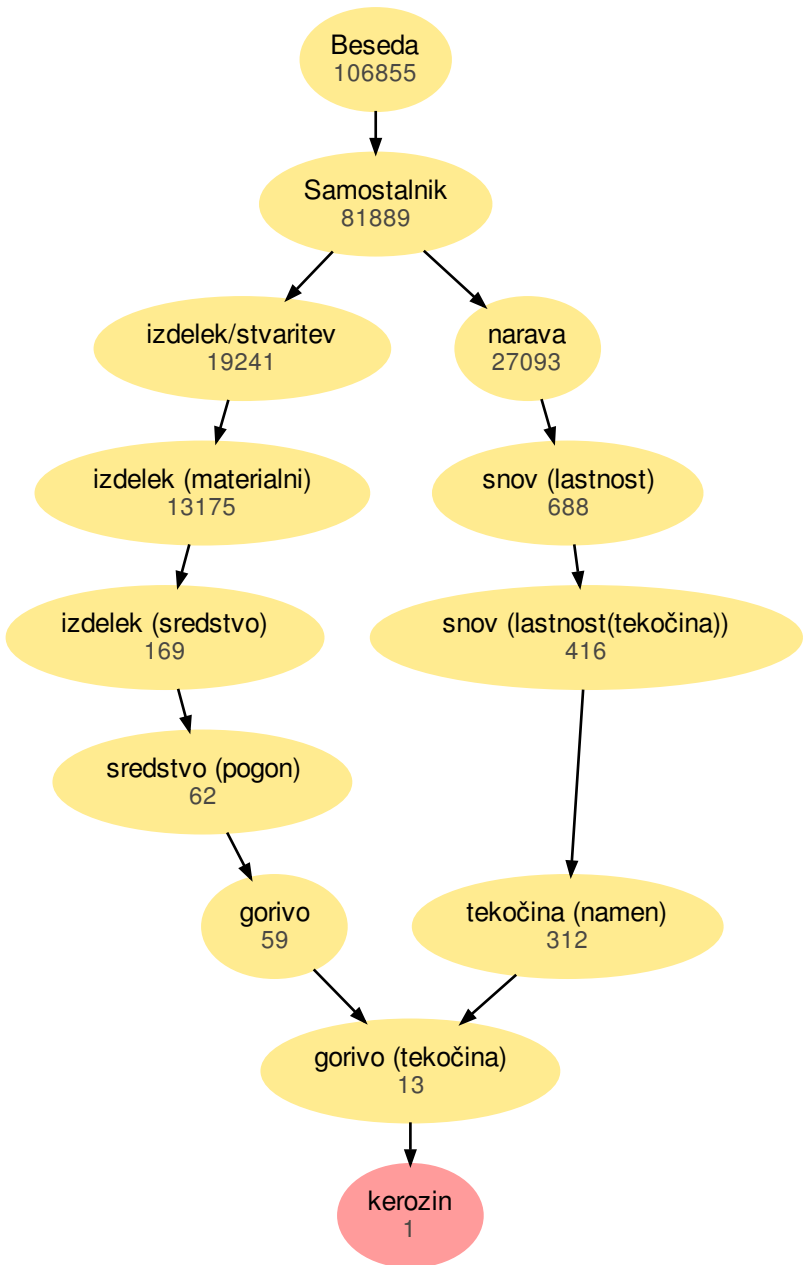 Beseda
106855
Samostalnik
81889
izdelek/stvaritev
19241
narava
27093
izdelek (materialni)
13175
snov (lastnost)
688
izdelek (sredstvo)
169
snov (lastnost(tekočina))
416
sredstvo (pogon)
62
gorivo
59
tekočina (namen)
312
gorivo (tekočina)
13
kerozin
1